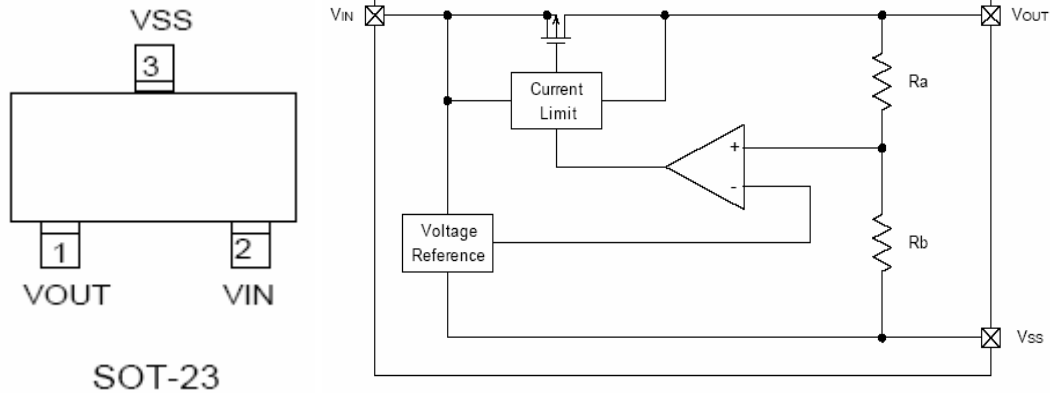 VSS
3
1
2
VOUT
VIN
SOT-23
VIN
VOUT
Current
Limit
Ra
+
-
Voltage
Reference
Rb
VSS